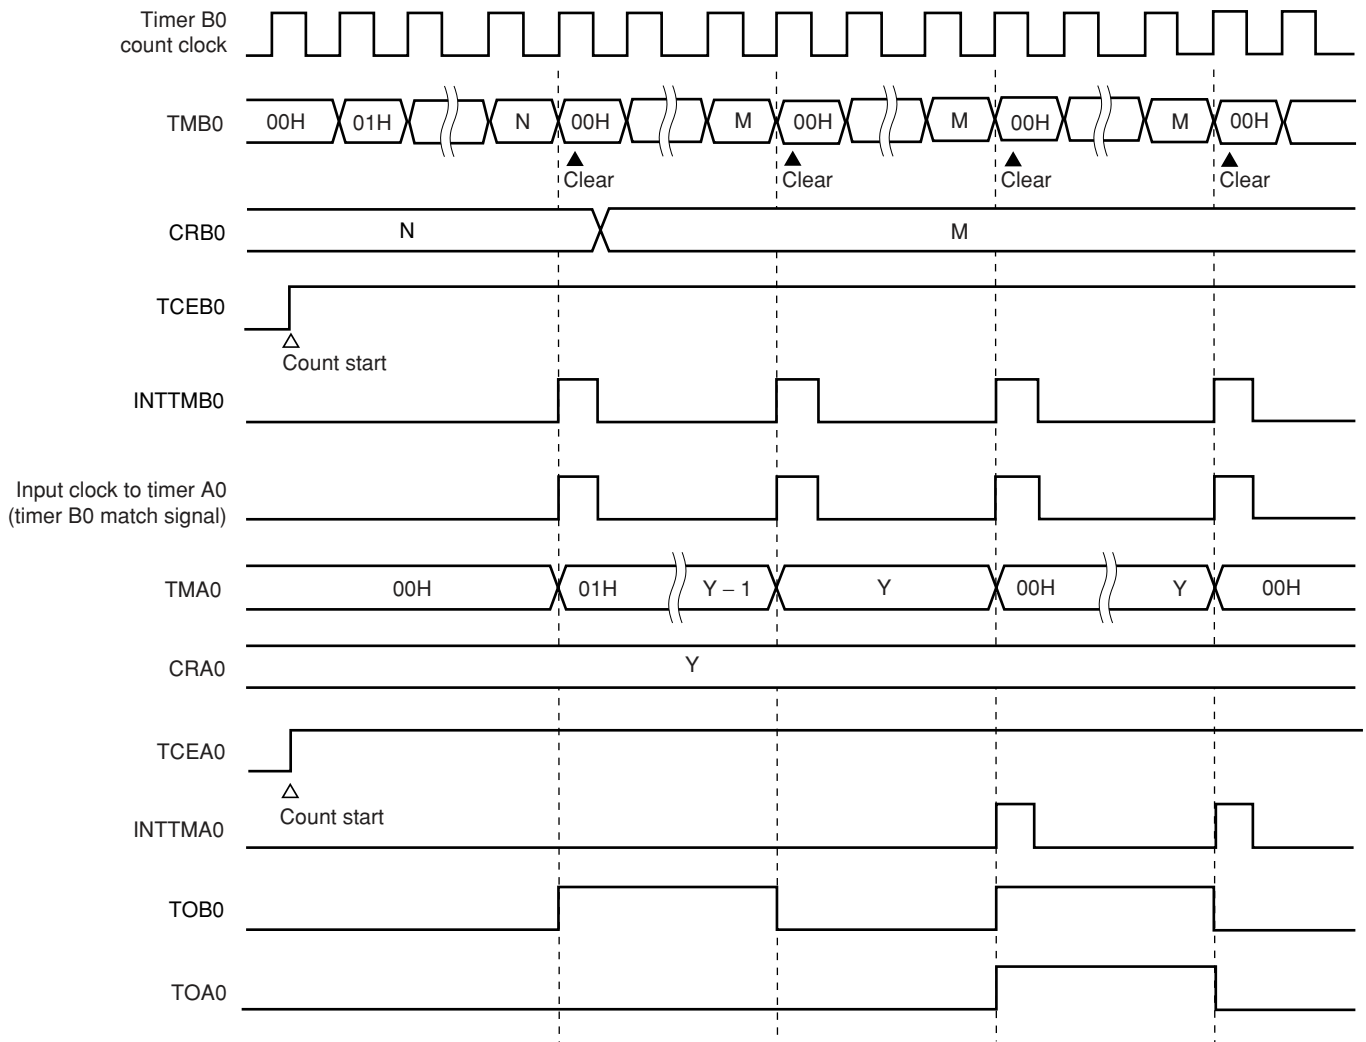 Timer B0
count clock
TMB0 00H 01H N 00H M 00H M 00H M 00H
Clear Clear Clear Clear
CRB0 N M
TCEB0
Count start
INTTMB0
Input clock to timer A0
(timer B0 match signal)
TMA0 00H 01H Y – 1 Y 00H Y 00H
CRA0 Y
TCEA0
Count start
INTTMA0
TOB0
TOA0